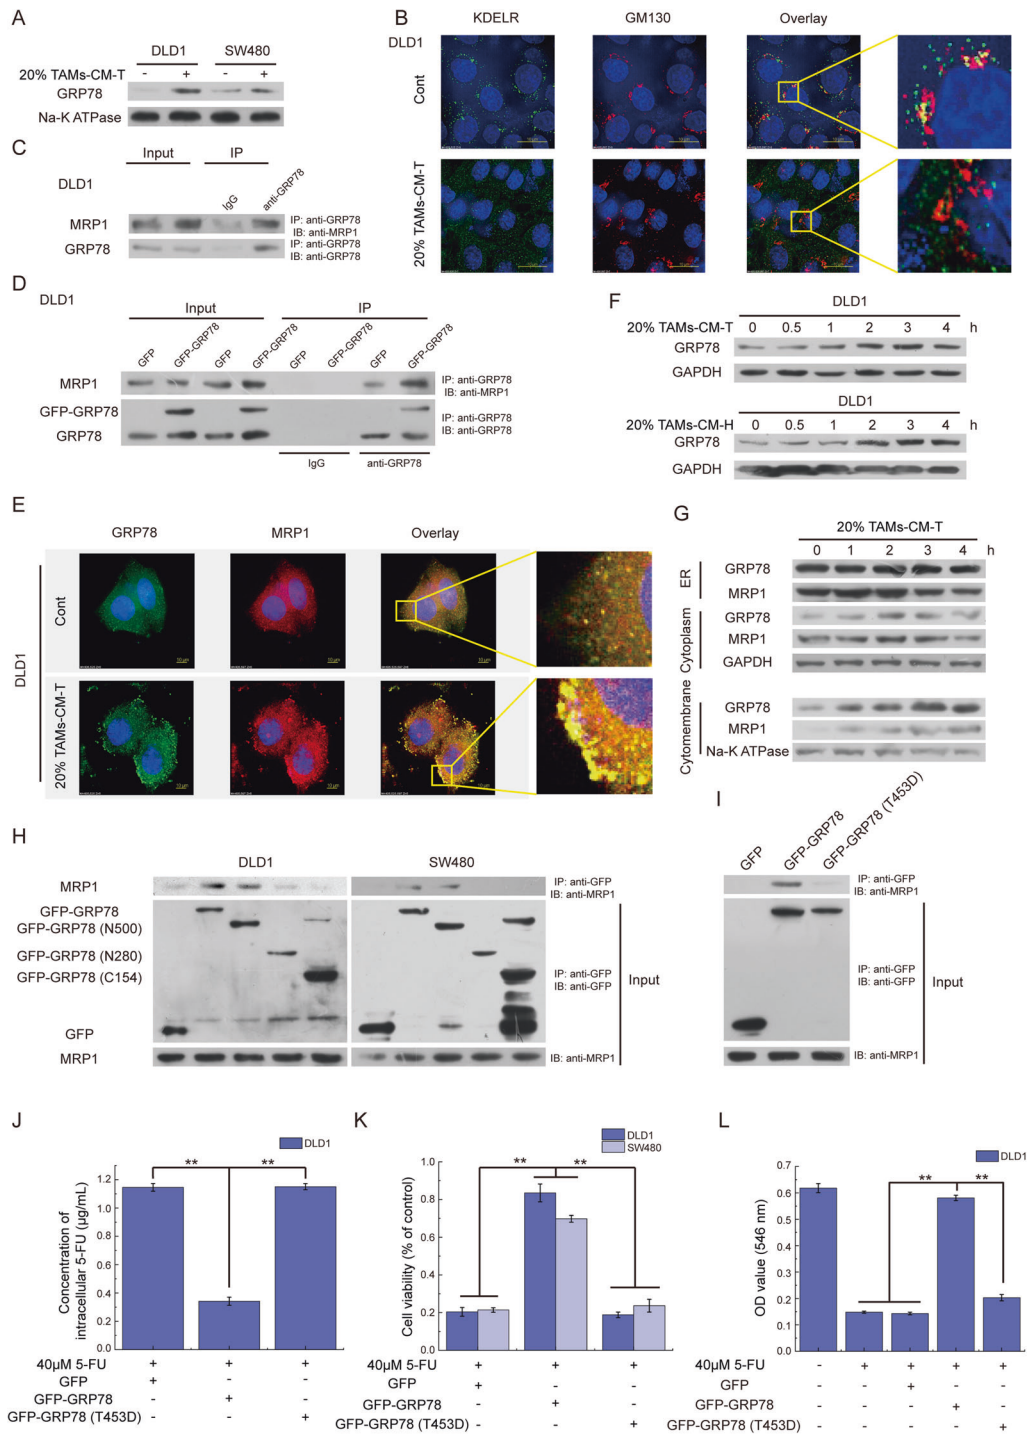 A
DLD1 SW480
20% TAMs-CM-T - + - +
GRP78
Na-K ATPase
B
KDELR GM130 Overlay
DLD1
Cont
20% TAMs-CM-T
C
Input IP
DLD1
IgG anti-GRP78
MRP1
IP: anti-GRP78
IB: anti-MRP1
GRP78
IP: anti-GRP78
IB: anti-GRP78
D
DLD1
Input IP
GFP GFP-GRP78 GFP GFP-GRP78 GFP GFP-GRP78 GFP GFP-GRP78
MRP1
IP: anti-GRP78
IB: anti-MRP1
GFP-GRP78
GRP78
IP: anti-GRP78
IB: anti-GRP78
IgG anti-GRP78
E
GRP78 MRP1 Overlay
DLD1
Cont
20% TAMs-CM-T
10 μm
10 μm
10 μm
10 μm
10 μm
10 μm
F
DLD1
20% TAMs-CM-T 0 0.5 1 2 3 4 h
GRP78
GAPDH
DLD1
20% TAMs-CM-H 0 0.5 1 2 3 4 h
GRP78
GAPDH
G
20% TAMs-CM-T
0 1 2 3 4 h
ER
GRP78
MRP1
Cytoplasm
GRP78
MRP1
GAPDH
Cytomembrane
GRP78
MRP1
Na-K ATPase
H
DLD1 SW480
MRP1
IP: anti-GFP
IB: anti-MRP1
GFP-GRP78
GFP-GRP78 (N500)
GFP-GRP78 (N280)
GFP-GRP78 (C154)
GFP
IP: anti-GFP
IB: anti-GFP
Input
MRP1
IB: anti-MRP1
I
GFP GFP-GRP78 GFP-GRP78 (T453D)
IP: anti-GFP
IB: anti-MRP1
IP: anti-GFP
IB: anti-GFP
Input
IB: anti-MRP1
J
DLD1
** **
Concentration of
intracellular 5-FU (μg/mL)
1.2
1.0
0.8
0.6
0.4
0.2
0.0
40μM 5-FU + + +
GFP + - -
GFP-GRP78 - + -
GFP-GRP78 (T453D) - - +
K
DLD1
SW480
** **
Cell viability (% of control)
1.0
0.8
0.6
0.4
0.2
0.0
40μM 5-FU + + +
GFP + - -
GFP-GRP78 - + -
GFP-GRP78 (T453D) - - +
L
DLD1
** **
OD value (546 nm)
0.7
0.6
0.5
0.4
0.3
0.2
0.1
0.0
40μM 5-FU - + + + +
GFP - - + - -
GFP-GRP78 - - - + -
GFP-GRP78 (T453D) - - - - +